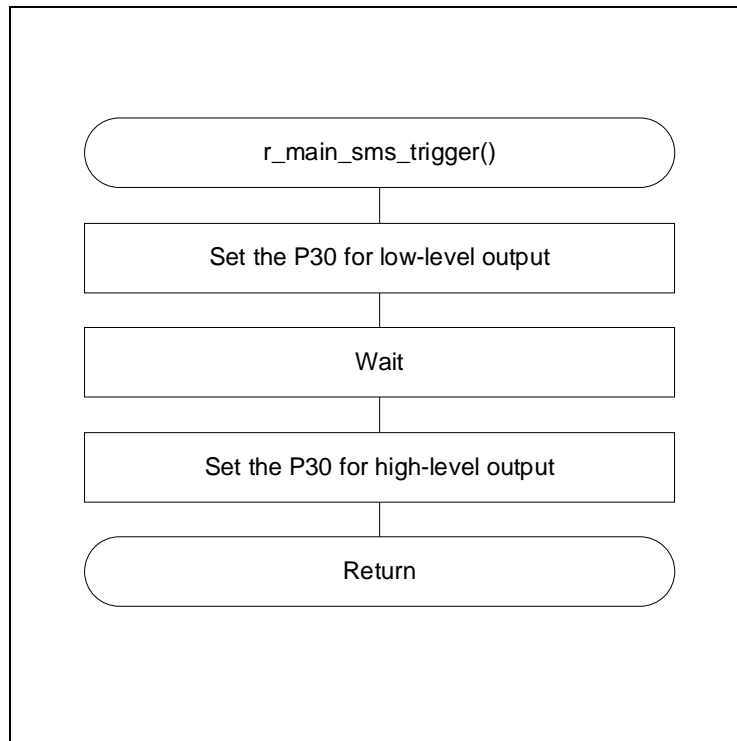 r_main_sms_trigger()
Set the P30 for low-level output
Wait
Set the P30 for high-level output
Return